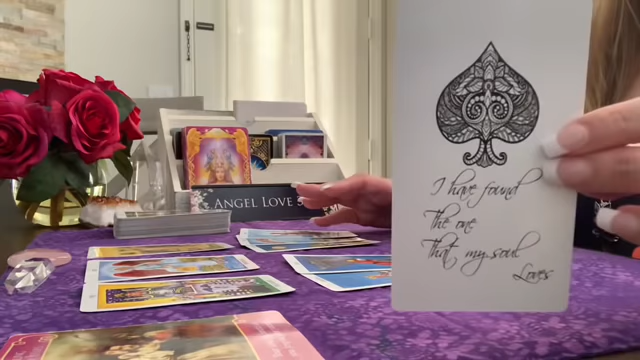 ANGEL LOVE
I have found
The one
That my soul
Loves